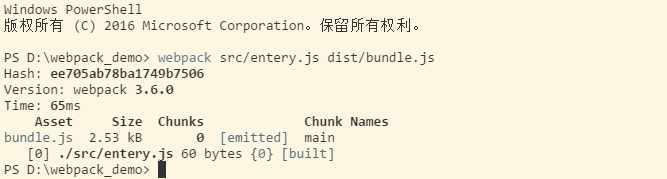 Windows PowerShell
版权所有 (C) 2016 Microsoft Corporation。保留所有权利。
PS D:\webpack_demo> webpack src/entery.js dist/bundle.js
Hash: ee705ab78ba1749b7506
Version: webpack 3.6.0
Time: 65ms
Asset Size Chunks Chunk Names
bundle.js 2.53 kB 0 [emitted] main
[0] ./src/entery.js 60 bytes {0} [built]
PS D:\webpack_demo>